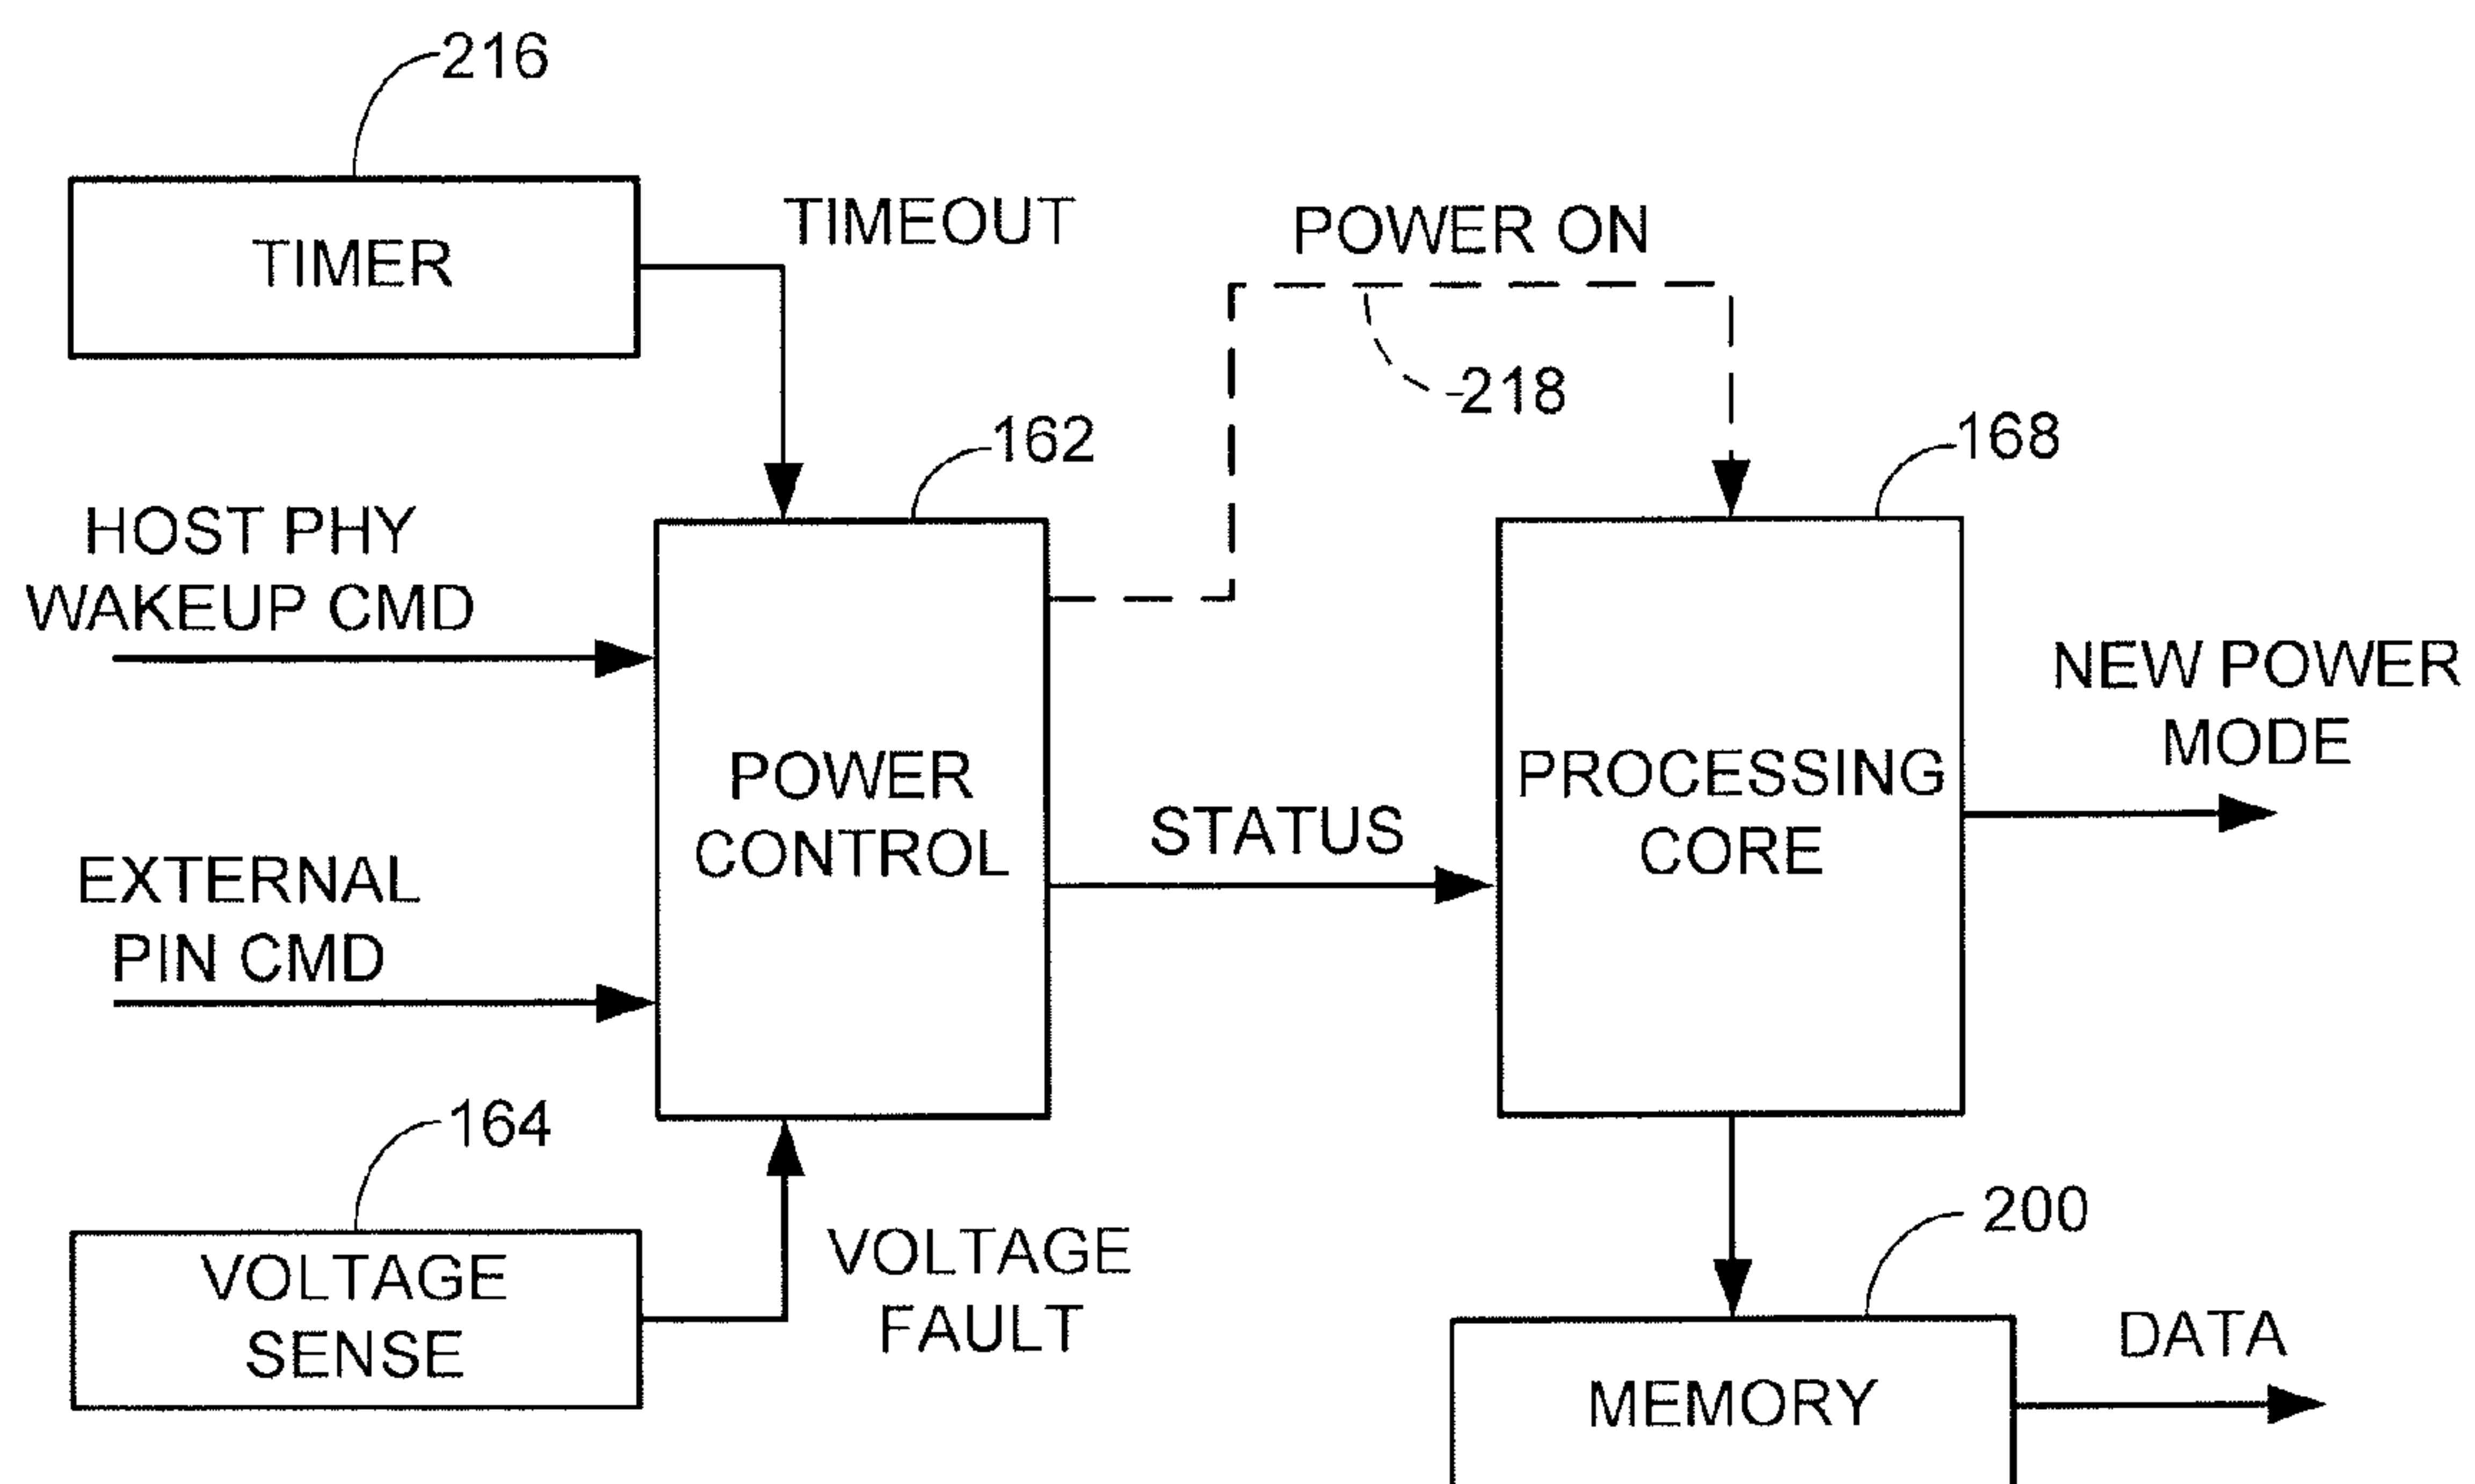 216
TIMER
TIMEOUT
POWER ON
218
162
168
HOST PHY
WAKEUP CMD
POWER
CONTROL
STATUS
PROCESSING
CORE
NEW POWER
MODE
EXTERNAL
PIN CMD
164
VOLTAGE
SENSE
VOLTAGE
FAULT
200
MEMORY
DATA